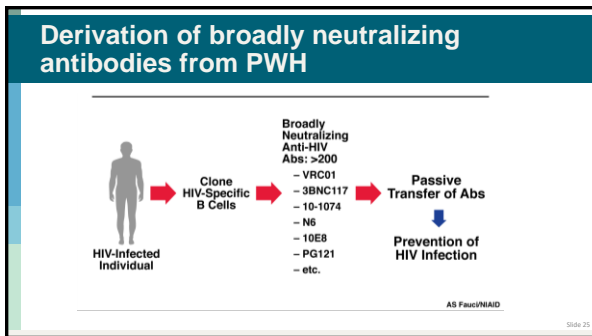 Derivation of broadly neutralizing
antibodies from PWH
HIV-Infected
Individual
Clone
HIV-Specific
B Cells
Broadly
Neutralizing
Anti-HIV
Abs: >200
– VRC01
– 3BNC117
– 10-1074
– N6
– 10E8
– PG121
– etc.
Passive
Transfer of Abs
Prevention of
HIV Infection
AS Fauci/NIAID
Slide 25